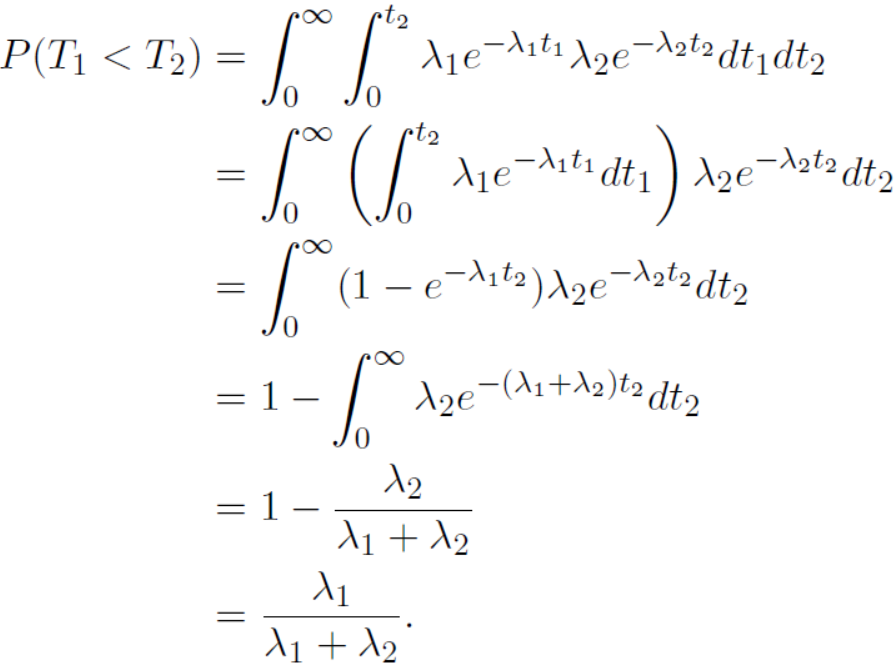 $P(T_1 < T_2) = \int_0^\infty \int_0^{t_2} \lambda_1 e^{-\lambda_1 t_1} \lambda_2 e^{-\lambda_2 t_2} dt_1 dt_2$
$= \int_0^\infty \left( \int_0^{t_2} \lambda_1 e^{-\lambda_1 t_1} dt_1 \right) \lambda_2 e^{-\lambda_2 t_2} dt_2$
$= \int_0^\infty (1 - e^{-\lambda_1 t_2}) \lambda_2 e^{-\lambda_2 t_2} dt_2$
$= 1 - \int_0^\infty \lambda_2 e^{-(\lambda_1 + \lambda_2) t_2} dt_2$
$= 1 - \frac{\lambda_2}{\lambda_1 + \lambda_2}$
$= \frac{\lambda_1}{\lambda_1 + \lambda_2}.$